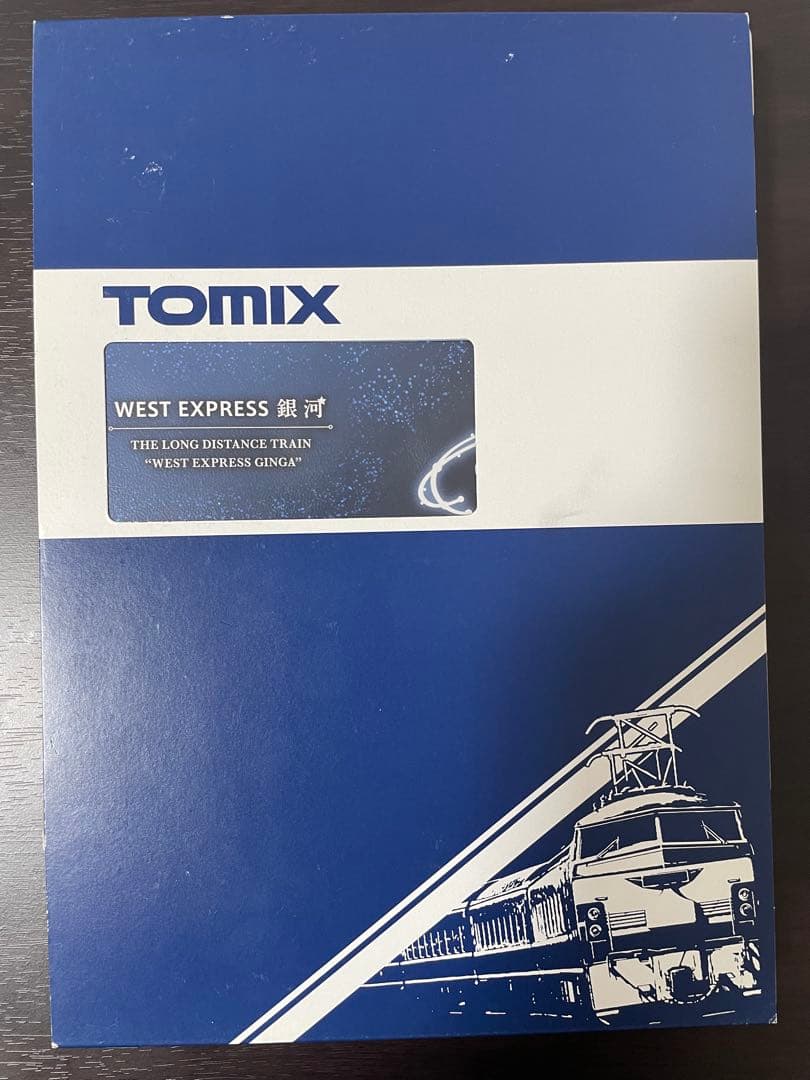 TOMIX
WEST EXPRESS 銀河
THE LONG DISTANCE TRAIN
“WEST EXPRESS GINGA”